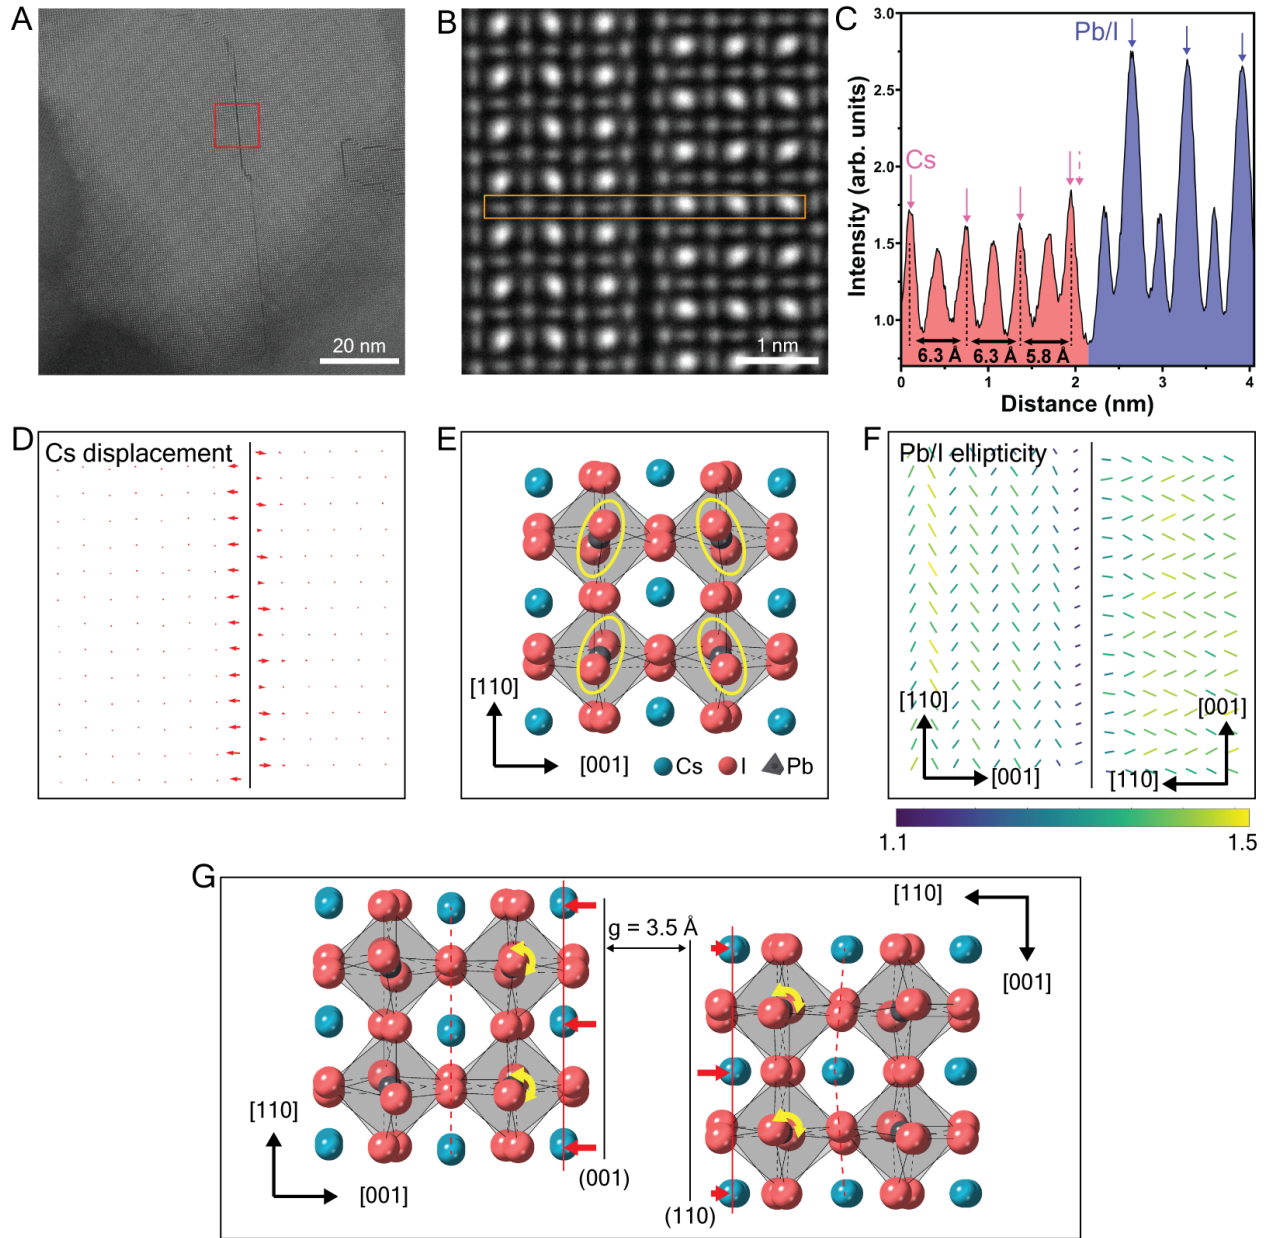 A
20 nm
B
1 nm
C
3.0
2.5
2.0
1.5
1.0
Intensity (arb. units)
Pb/I
Cs
6.3 Å
6.3 Å
5.8 Å
0
1
2
3
4
Distance (nm)
D
Cs displacement
E
[110]
[001]
Cs
I
Pb
F
Pb/I ellipticity
[110]
[001]
[001]
[110]
1.1
1.5
G
[110]
[001]
g = 3.5 Å
(001)
(110)
[110]
[001]